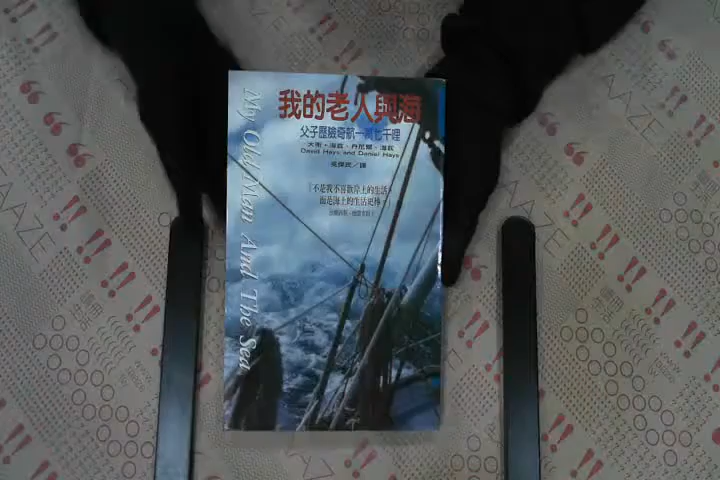 我的老人與海
父子歷險奇航一萬七千哩
大衛・海斯、丹尼爾・海斯
David Hays and Daniel Hays
譯
「不是我不喜歡岸上的生活，
而是海上的生活更棒。」
My Old Man And The Sea
TAAZE